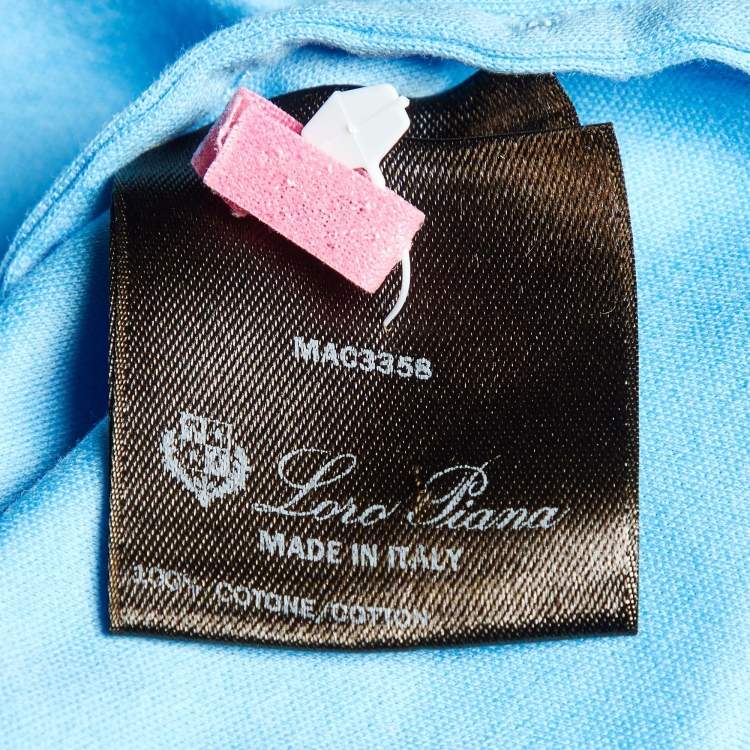 MAC3358
Loro Piana
MADE IN ITALY
100% COTONE/COTTON